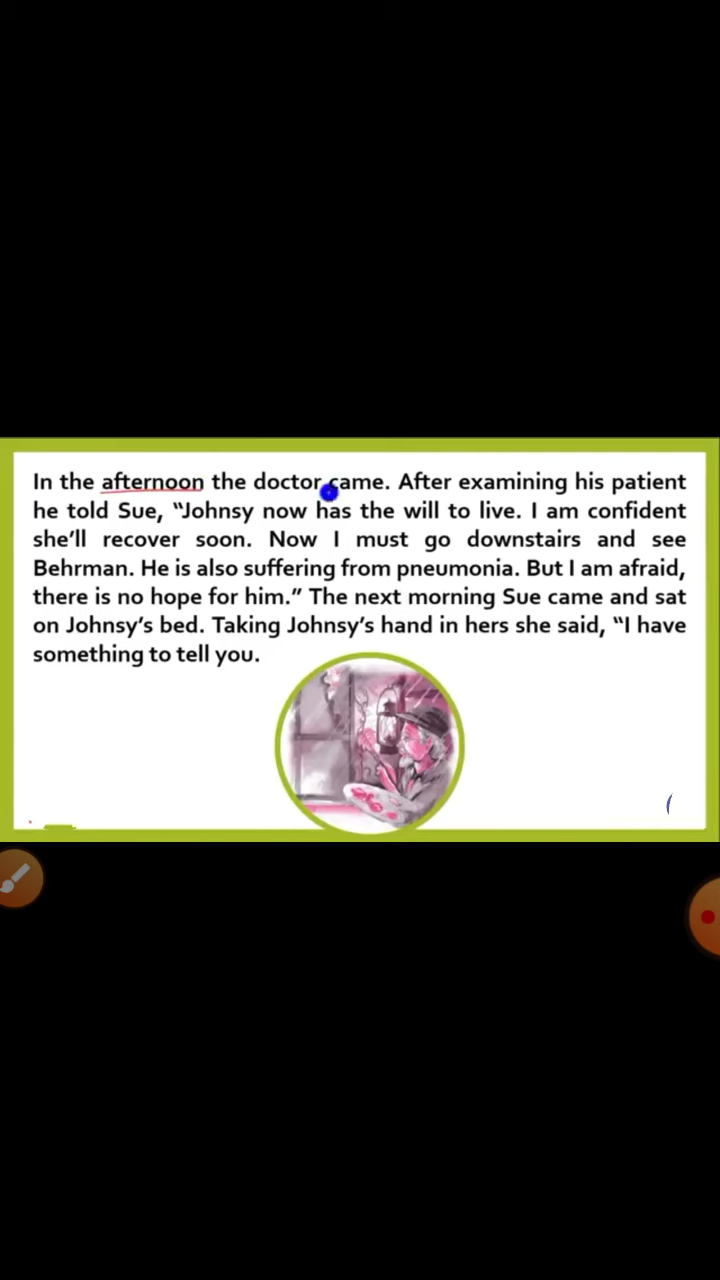 In the afternoon the doctor came. After examining his patient
he told Sue, “Johnsy now has the will to live. I am confident
she’ll recover soon. Now I must go downstairs and see
Behrman. He is also suffering from pneumonia. But I am afraid,
there is no hope for him.” The next morning Sue came and sat
on Johnsy’s bed. Taking Johnsy’s hand in hers she said, “I have
something to tell you.